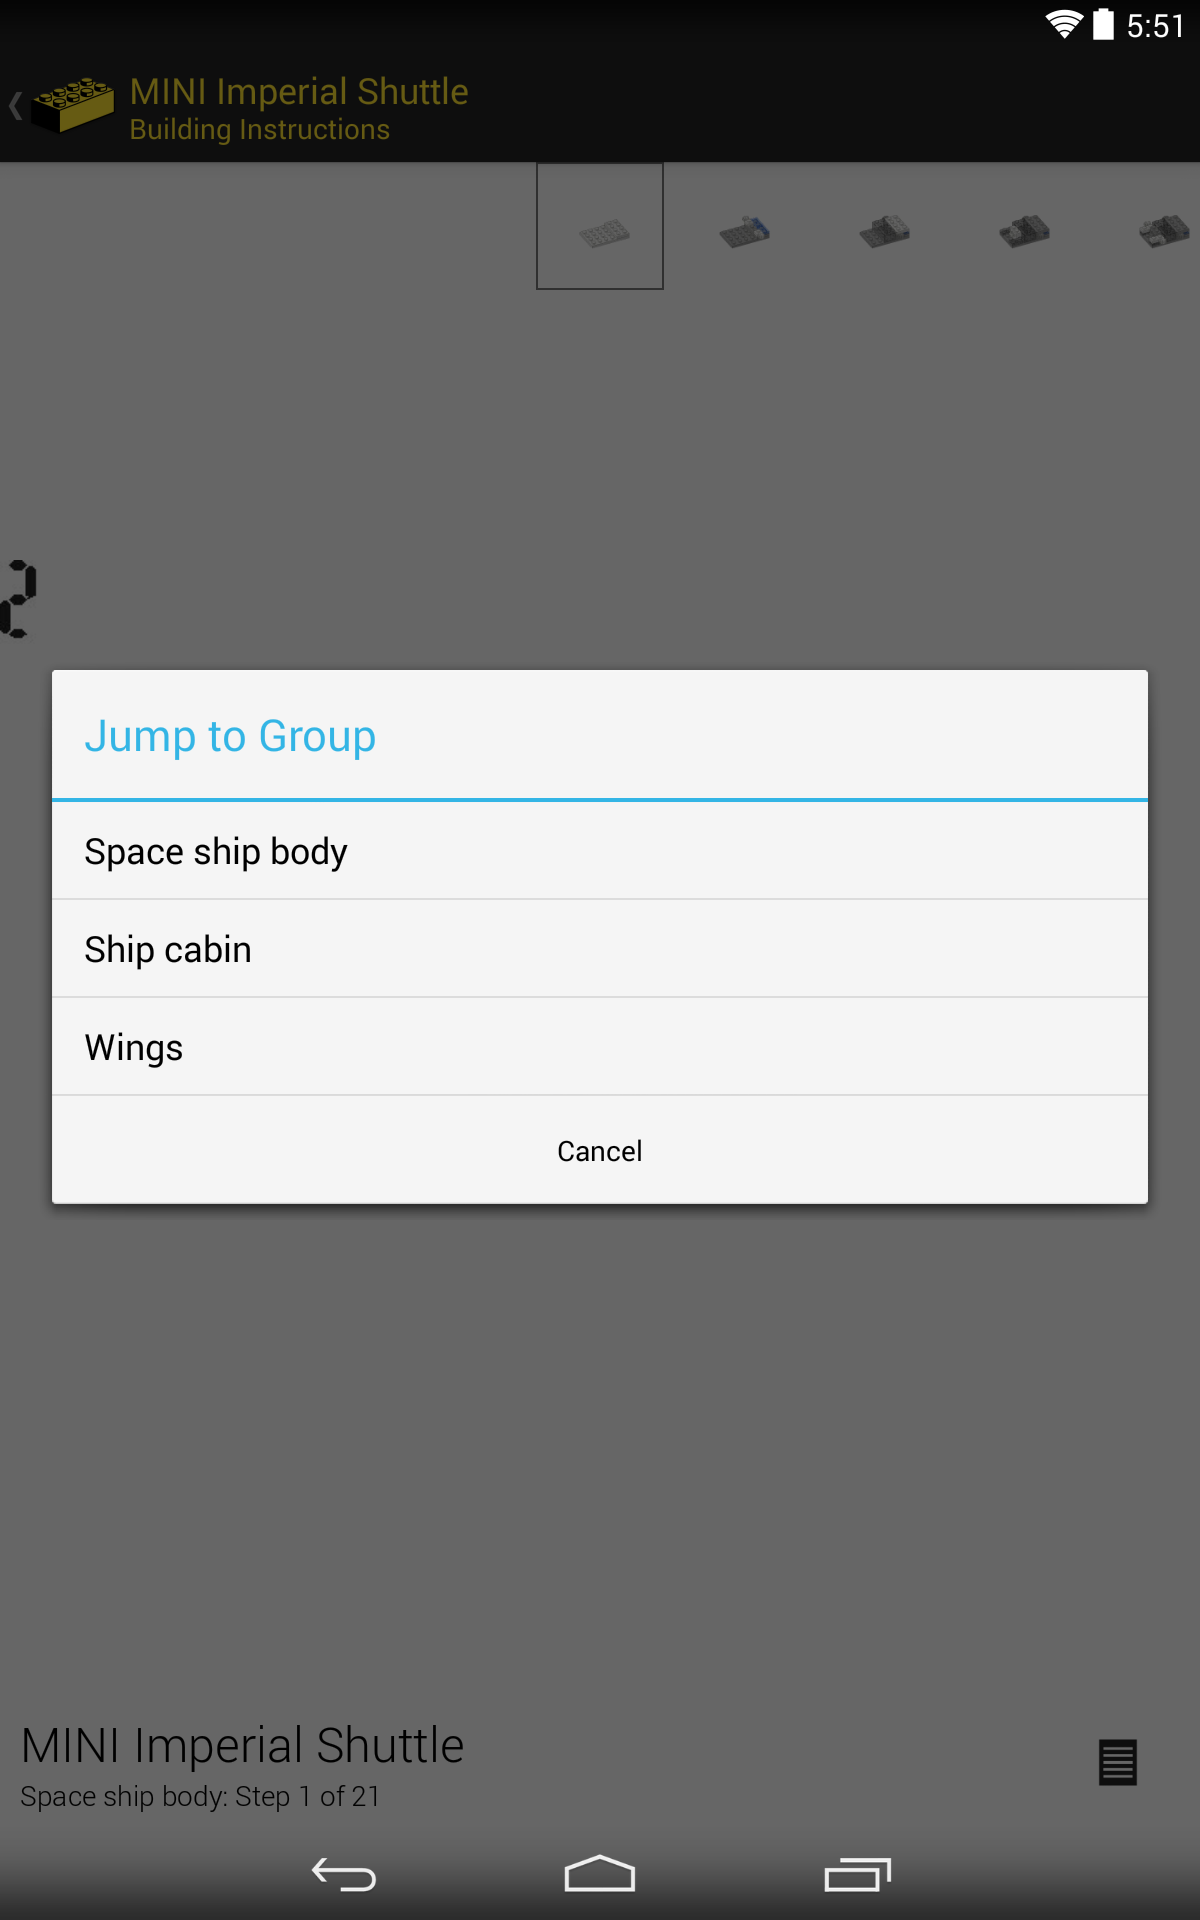 5:51
MINI Imperial Shuttle
Building Instructions
2
Jump to Group
Space ship body
Ship cabin
Wings
Cancel
MINI Imperial Shuttle
Space ship body: Step 1 of 21